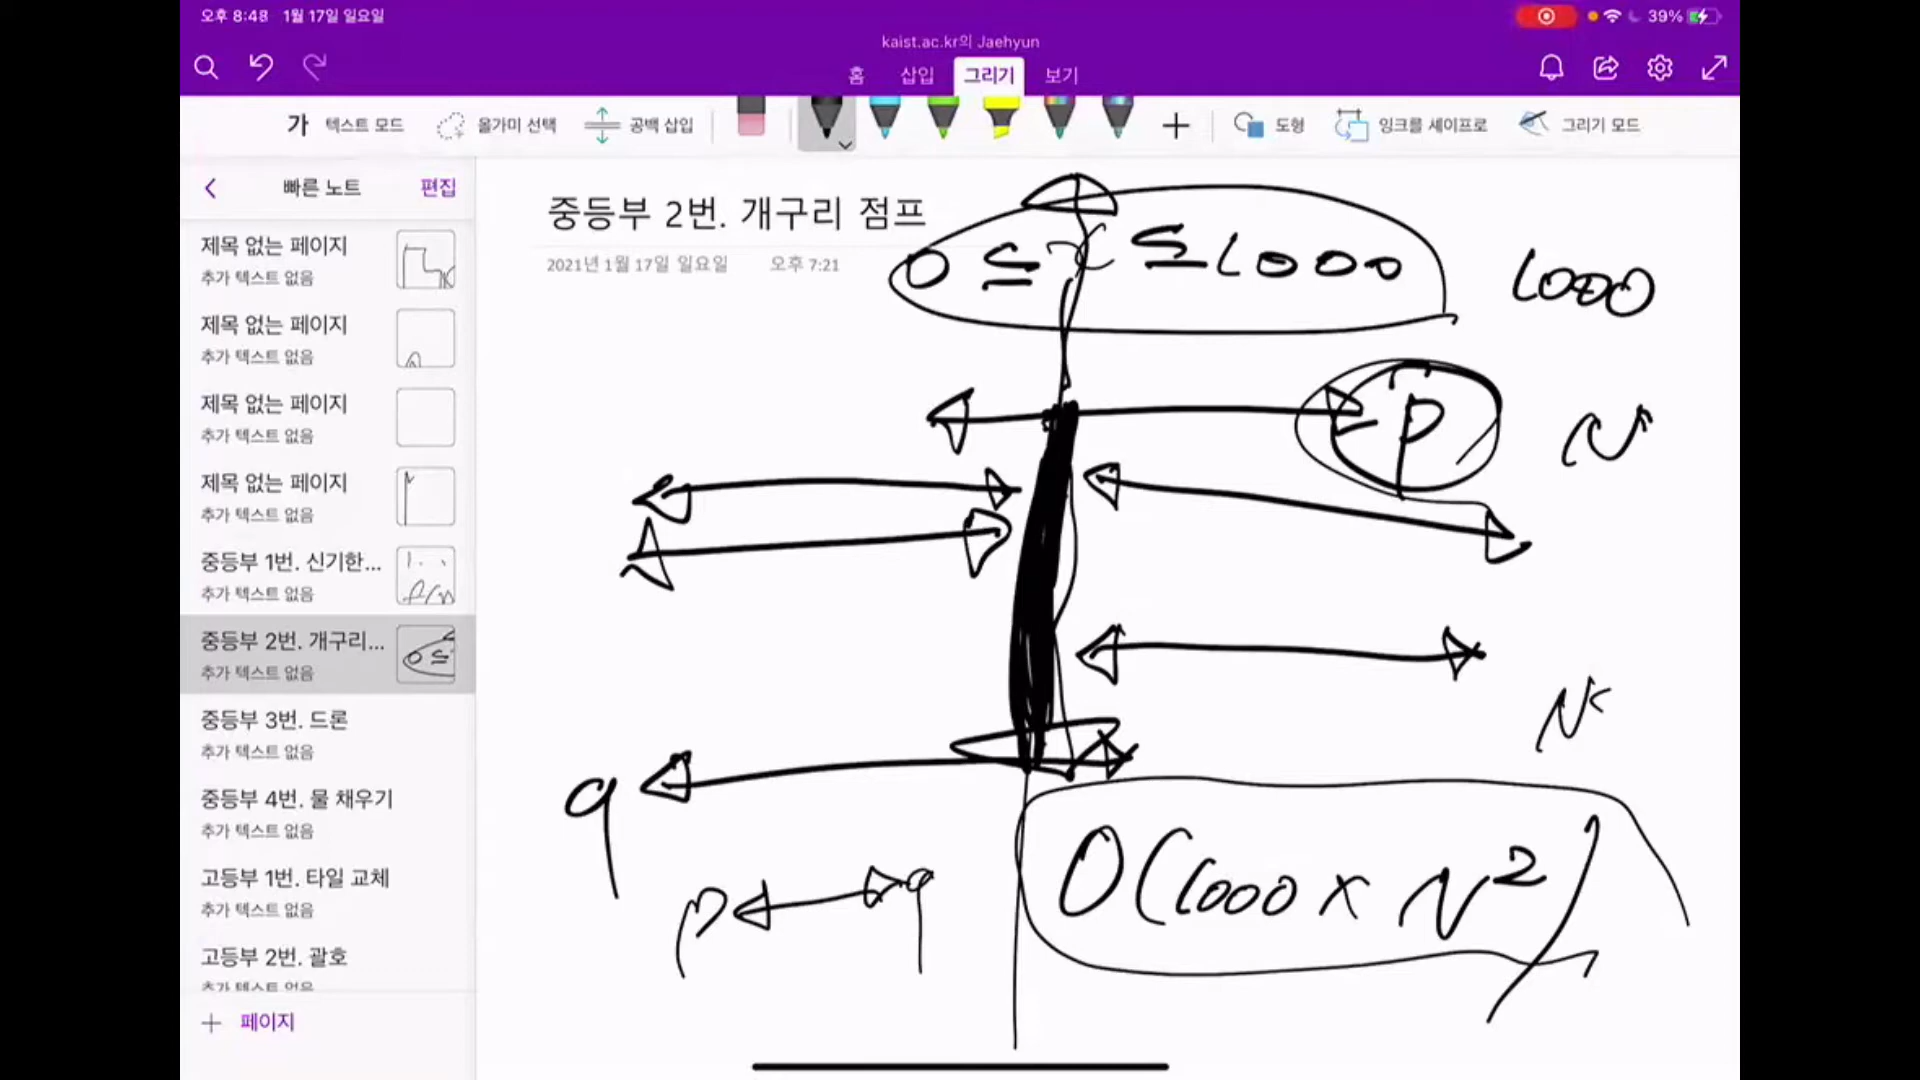 오후 8:48 1월 17일 일요일
39%
kaist.ac.kr의 Jaehyun
홈 삽입 그리기 보기
가 텍스트 모드 올가미 선택 공백 삽입 도형 잉크를 셰이프로 그리기 모드
빠른 노트 편집
제목 없는 페이지
추가 텍스트 없음
제목 없는 페이지
추가 텍스트 없음
제목 없는 페이지
추가 텍스트 없음
제목 없는 페이지
추가 텍스트 없음
중등부 1번. 신기한...
추가 텍스트 없음
중등부 2번. 개구리...
추가 텍스트 없음
중등부 3번. 드론
추가 텍스트 없음
중등부 4번. 물 채우기
추가 텍스트 없음
고등부 1번. 타일 교체
추가 텍스트 없음
고등부 2번. 괄호
추가 텍스트 없음
페이지
중등부 2번. 개구리 점프
2021년 1월 17일 일요일 오후 7:21
0 ≤ x ≤ 1000
1000
P
N
N
q
O(1000 × N²)
p q